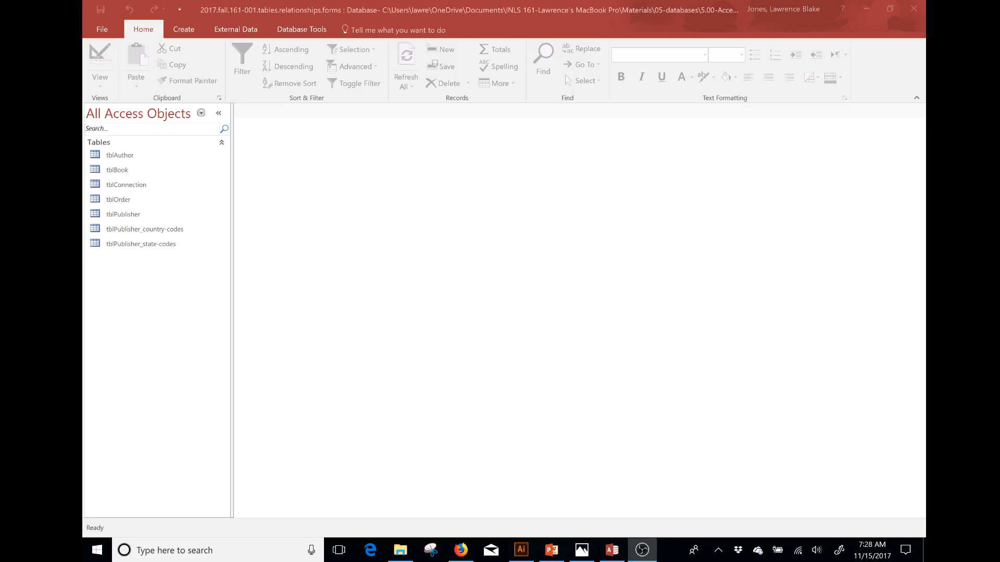 2017.fall.161-001.tables.relationships.forms : Database- C:\Users\lawre\OneDrive\Documents\INLS 161-Lawrence's MacBook Pro\Materials\05-databases\5.00-Acce...
Jones, Lawrence Blake
File
Home
Create
External Data
Database Tools
Tell me what you want to do
View
Views
Paste
Cut
Copy
Format Painter
Clipboard
Filter
Ascending
Descending
Remove Sort
Selection
Advanced
Toggle Filter
Sort & Filter
Refresh
All
New
Save
Delete
Totals
Spelling
More
Records
Find
Replace
Go To
Select
Find
Text Formatting
All Access Objects
Search...
Tables
tblAuthor
tblBook
tblConnection
tblOrder
tblPublisher
tblPublisher_country-codes
tblPublisher_state-codes
Ready
Type here to search
7:28 AM
11/15/2017